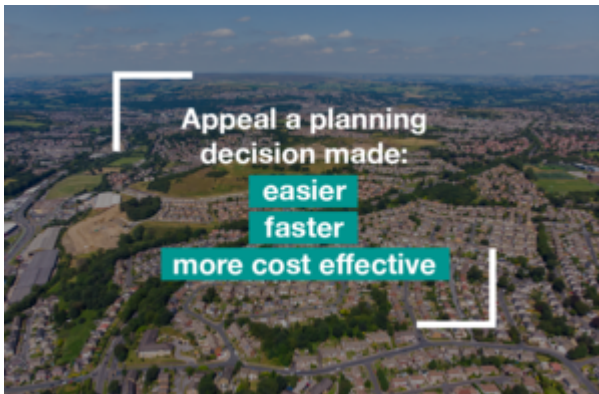 Appeal a planning
decision made:
easier
faster
more cost effective